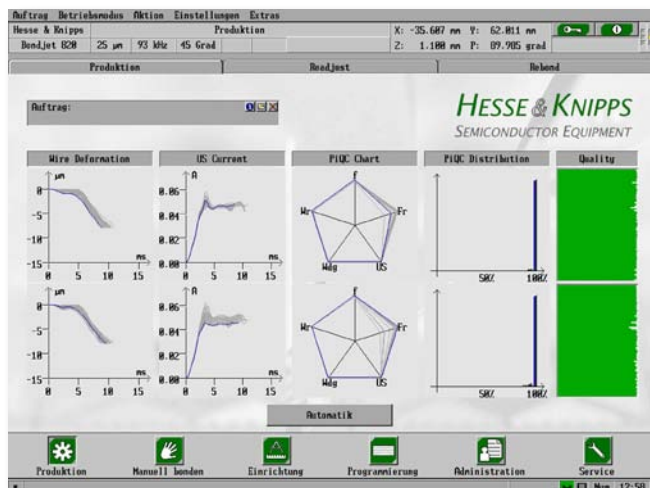 Auftrag Betriebsmodus Aktion Einstellungen Extras
Hesse & Knipps Produktion X: -35.607 mm Y: 62.011 mm
Bondjet 820 25 µm 93 kHz 45 Grad Z: 1.100 mm P: 89.985 grad
Produktion Readjust Rebond
Auftrag:
HESSE & KNIPPS
SEMICONDUCTOR EQUIPMENT
Wire Deformation US Current PiQC Chart PiQC Distribution Quality
µm A f
0 0.06
-5 0.04 Wr Fr
-10 0.02
-15 ms 0.00 ms Wdg US 50% 100%
0 5 10 15 0 5 10 15
µm A f
0 0.06
-5 0.04 Wr Fr
-10 0.02
-15 ms 0.00 ms Wdg US 50% 100%
0 5 10 15 0 5 10 15
Automatik
Produktion Manuell bonden Einrichtung Programmierung Administration Service
Num 12:58